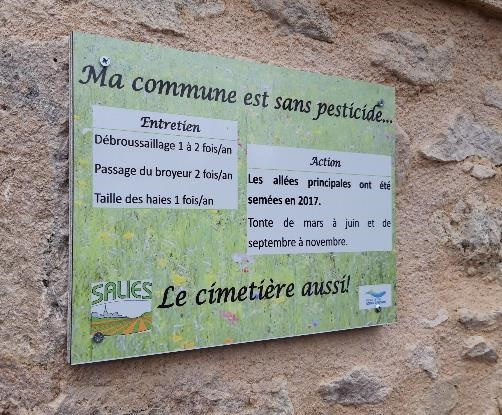 Ma commune est sans pesticide...
Entretien
Débroussaillage 1 à 2 fois/an
Passage du broyeur 2 fois/an
Taille des haies 1 fois/an
Action
Les allées principales ont été
semées en 2017.
Tonte de mars à juin et de
septembre à novembre.
Le cimetière aussi!
SALIES